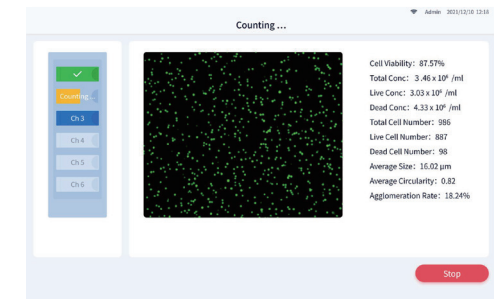 Admin 2021/12/10 12:16
Counting ...
Counting ...
Ch 3
Ch 4
Ch 5
Ch 6
Cell Viability: 87.57%
Total Conc: 3.46 x 10⁶ /ml
Live Conc: 3.03 x 10⁶ /ml
Dead Conc: 4.33 x 10⁶ /ml
Total Cell Number: 986
Live Cell Number: 887
Dead Cell Number: 98
Average Size: 16.02 μm
Average Circularity: 0.82
Agglomeration Rate: 18.24%
Stop